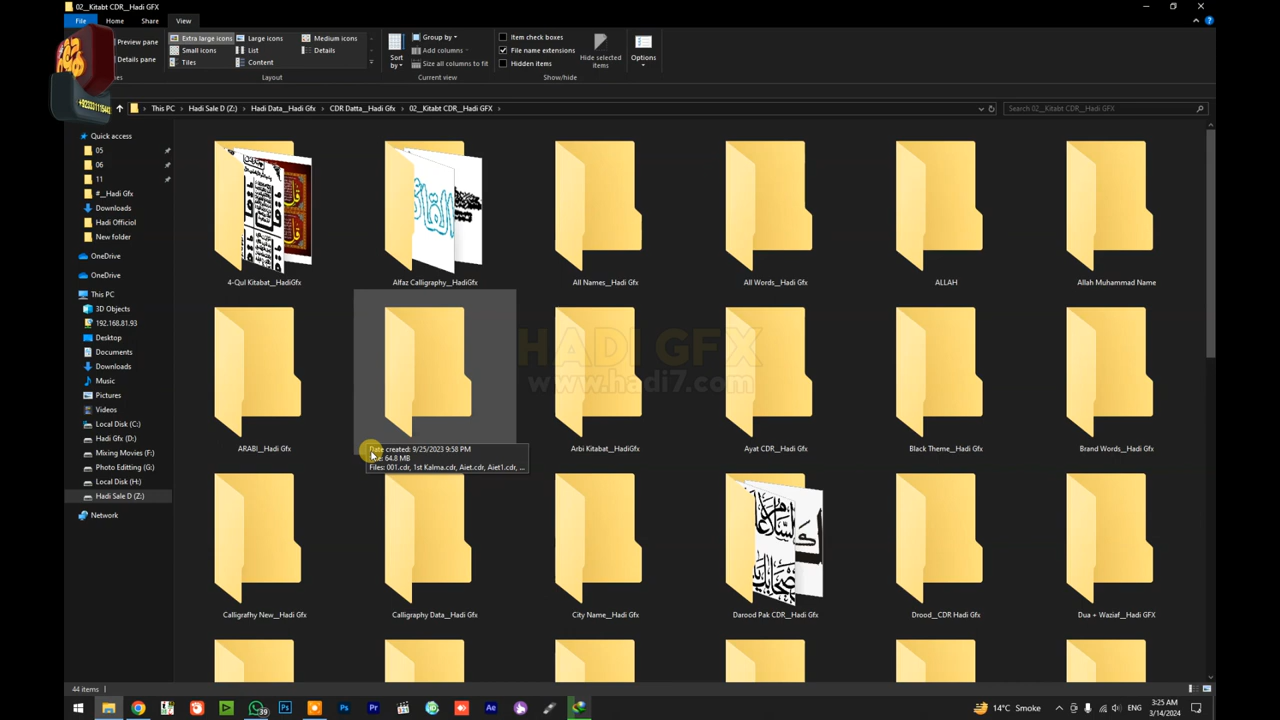 02__Kitabt CDR__Hadi GFX
File
Home
Share
View
Preview pane
Details pane
Extra large icons
Large icons
Medium icons
Small icons
List
Details
Tiles
Content
Layout
Sort by
Group by
Add columns
Size all columns to fit
Current view
Item check boxes
File name extensions
Hidden items
Hide selected items
Show/hide
Options
This PC > Hadi Sale D (Z:) > Hadi Data__Hadi Gfx > CDR Datta__Hadi Gfx > 02__Kitabt CDR__Hadi GFX >
Search 02__Kitabt CDR__Hadi GFX
Quick access
05
06
11
#__Hadi Gfx
Downloads
Hadi Officiol
New folder
OneDrive
OneDrive
This PC
3D Objects
192.168.81.93
Desktop
Documents
Downloads
Music
Pictures
Videos
Local Disk (C:)
Hadi Gfx (D:)
Mixing Movies (F:)
Photo Editting (G:)
Local Disk (H:)
Hadi Sale D (Z:)
Network
4-Qul Kitabat__HadiGfx
Alfaz Calligraphy__HadiGfx
All Names__Hadi Gfx
All Words__Hadi Gfx
ALLAH
Allah Muhammad Name
HADI GFX
www.hadi7.com
ARABI__Hadi Gfx
Date created: 9/25/2023 9:58 PM
64.8 MB
Files: 001.cdr, 1st Kalma.cdr, Aiet.cdr, Aiet1.cdr, ...
Arbi Kitabat__HadiGfx
Ayat CDR__Hadi Gfx
Black Theme__Hadi Gfx
Brand Words__Hadi Gfx
Calligrafhy New__Hadi Gfx
Calligraphy Data__Hadi Gfx
City Name__Hadi Gfx
Darood Pak CDR__Hadi Gfx
Drood__CDR Hadi Gfx
Dua + Waziaf__Hadi GFX
44 items
39
14°C Smoke
ENG
3:25 AM
3/14/2024